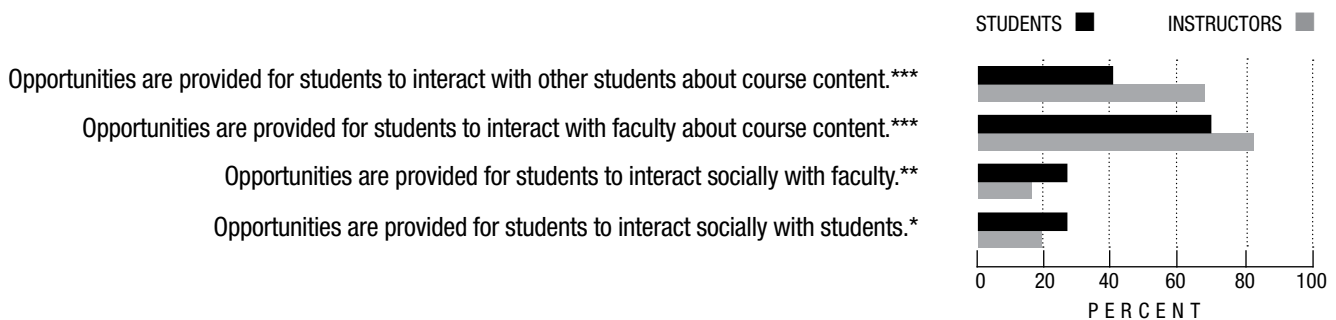 STUDENTS INSTRUCTORS
Opportunities are provided for students to interact with other students about course content.***
Opportunities are provided for students to interact with faculty about course content.***
Opportunities are provided for students to interact socially with faculty.**
Opportunities are provided for students to interact socially with students.*
0 20 40 60 80 100
PERCENT